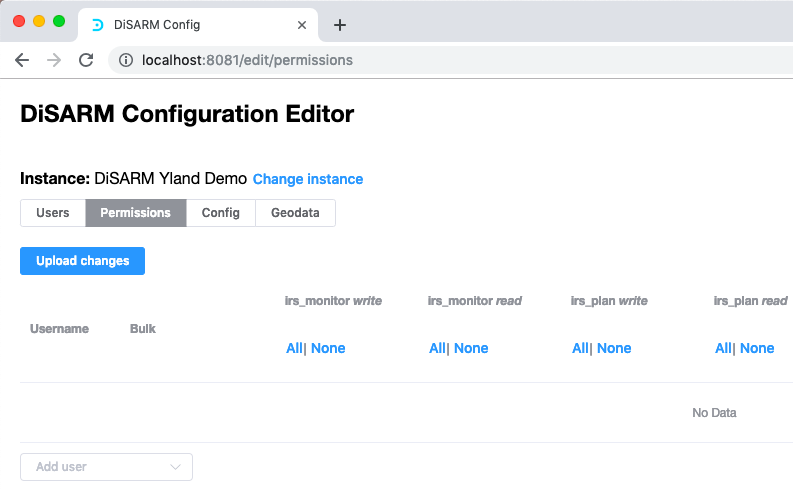 DiSARM Config
localhost:8081/edit/permissions
DiSARM Configuration Editor
Instance: DiSARM Yland Demo Change instance
Users Permissions Config Geodata
Upload changes
Username Bulk irs_monitor write irs_monitor read irs_plan write irs_plan read
All| None All| None All| None All| None
No Data
Add user